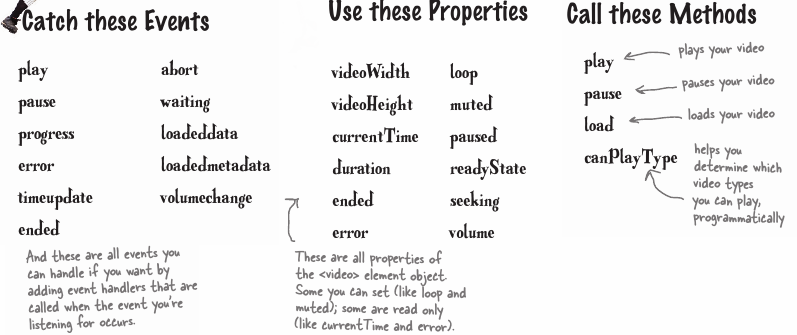 Catch these Events
play
pause
progress
error
timeupdate
ended
abort
waiting
loadeddata
loadedmetadata
volumechange
And these are all events you
can handle if you want by
adding event handlers that are
called when the event you're
listening for occurs.
Use these Properties
videoWidth
videoHeight
currentTime
duration
ended
error
loop
muted
paused
readyState
seeking
volume
These are all properties of
the <video> element object.
Some you can set (like loop and
muted); some are read only
(like currentTime and error).
Call these Methods
play
plays your video
pause
pauses your video
load
loads your video
canPlayType
helps you
determine which
video types
you can play,
programmatically